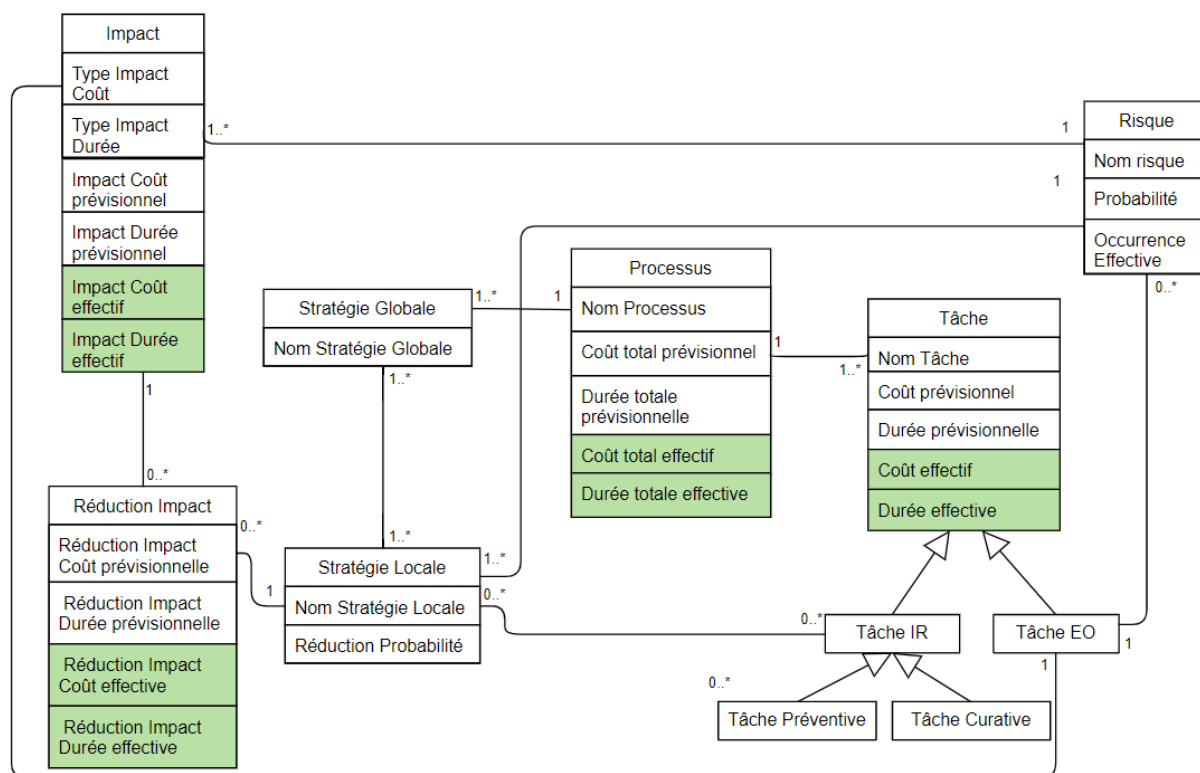 Impact
Type Impact
Coût
Type Impact
Durée
Impact Coût
prévisionnel
Impact Durée
prévisionnel
Impact Coût
effectif
Impact Durée
effectif
1..*
1
Risque
Nom risque
Probabilité
Occurrence
Effective
1
0..*
Processus
Nom Processus
Coût total prévisionnel
Durée totale
prévisionnelle
Coût total effectif
Durée totale effective
Stratégie Globale
Nom Stratégie Globale
1..*
1
1..*
1..*
Tâche
Nom Tâche
Coût prévisionnel
Durée prévisionnelle
Coût effectif
Durée effective
1
1..*
1
0..*
Réduction Impact
Réduction Impact
Coût prévisionnelle
Réduction Impact
Durée prévisionnelle
Réduction Impact
Coût effective
Réduction Impact
Durée effective
0..*
1
Stratégie Locale
Nom Stratégie Locale
Réduction Probabilité
1..*
0..*
0..*
Tâche IR
Tâche EO
1
1
0..*
Tâche Préventive
Tâche Curative